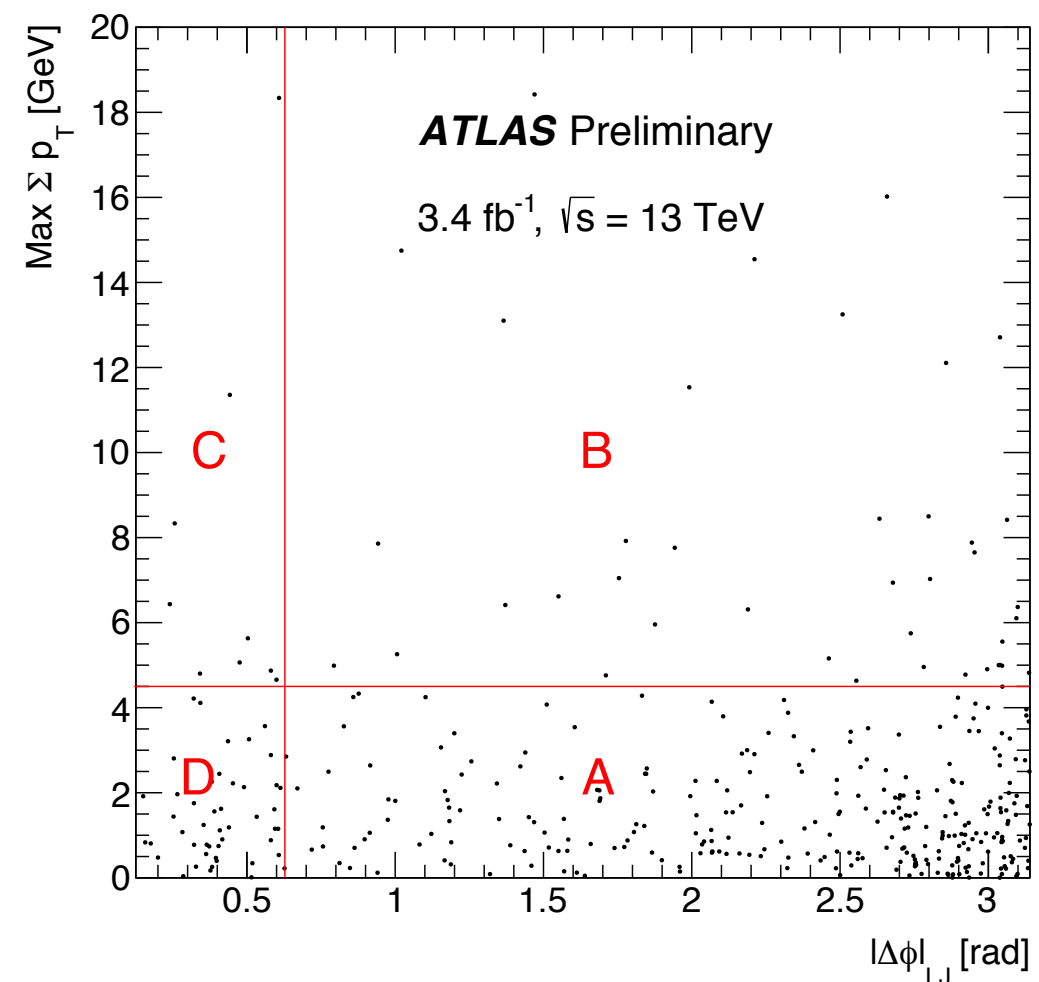 Max Σ p_T [GeV]
20
18
16
14
12
10
8
6
4
2
0
ATLAS Preliminary
3.4 fb⁻¹, √s = 13 TeV
C
B
D
A
0.5 1 1.5 2 2.5 3
|Δϕ| [rad]